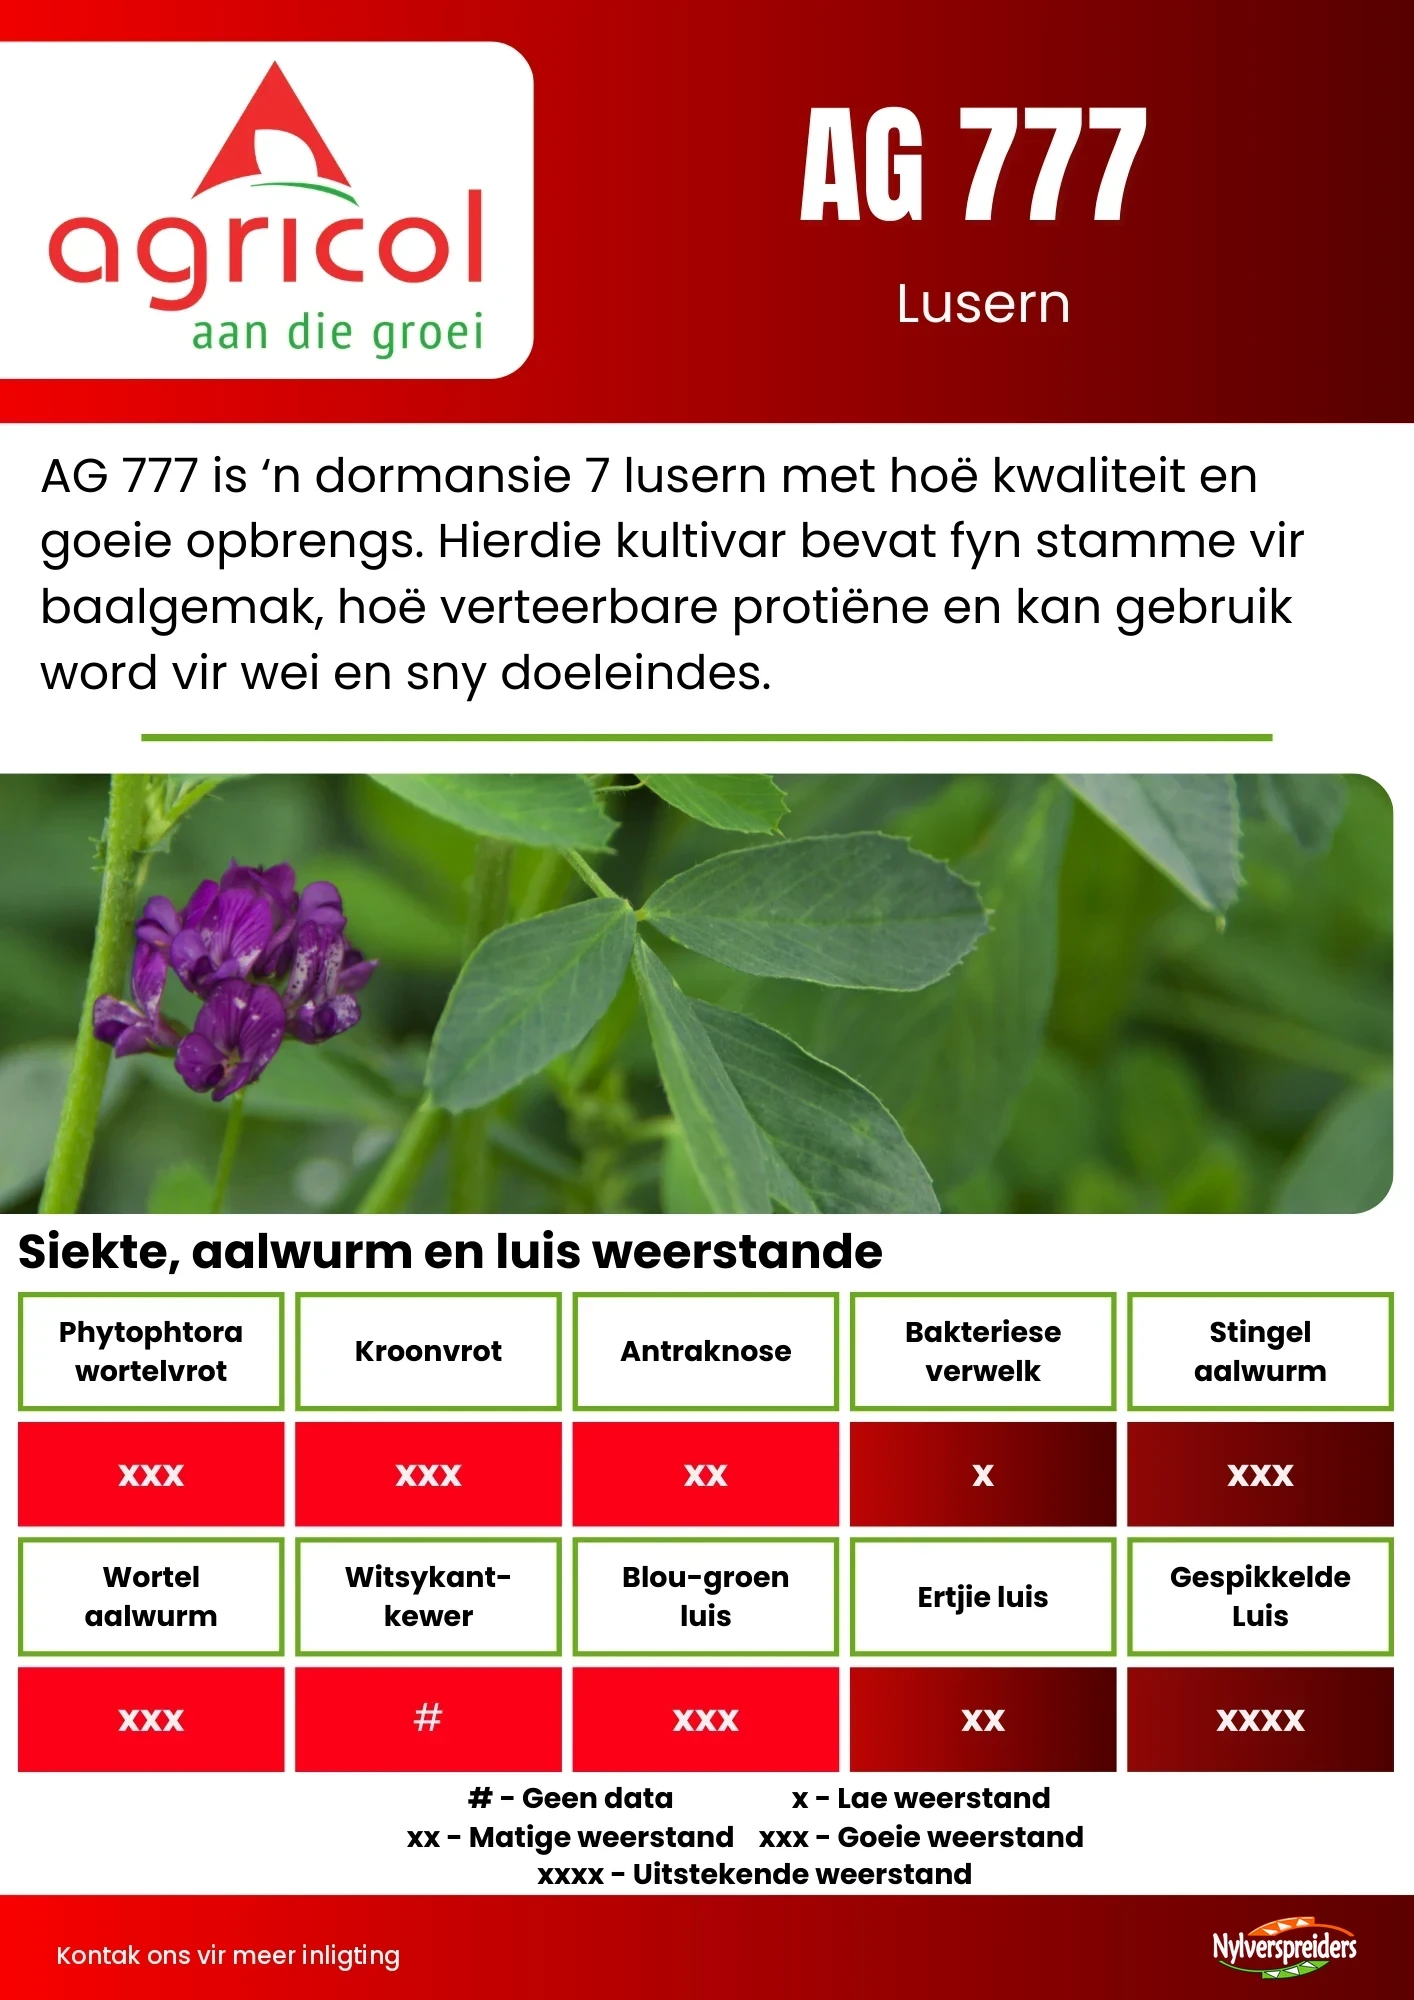 agricol
aan die groei
AG 777
Lusern
AG 777 is ‘n dormansie 7 lusern met hoë kwaliteit en
goeie opbrengs. Hierdie kultivar bevat fyn stamme vir
baalgemak, hoë verteerbare protiëne en kan gebruik
word vir wei en sny doeleindes.
Siekte, aalwurm en luis weerstande
Phytophtora
wortelvrot
Kroonvrot
Antraknose
Bakteriese
verwelk
Stingel
aalwurm
xxx
xxx
xx
x
xxx
Wortel
aalwurm
Witsykant-
kewer
Blou-groen
luis
Ertjie luis
Gespikkelde
Luis
xxx
#
xxx
xx
xxxx
# - Geen data
x - Lae weerstand
xx - Matige weerstand
xxx - Goeie weerstand
xxxx - Uitstekende weerstand
Kontak ons vir meer inligting
Nylverspreiders